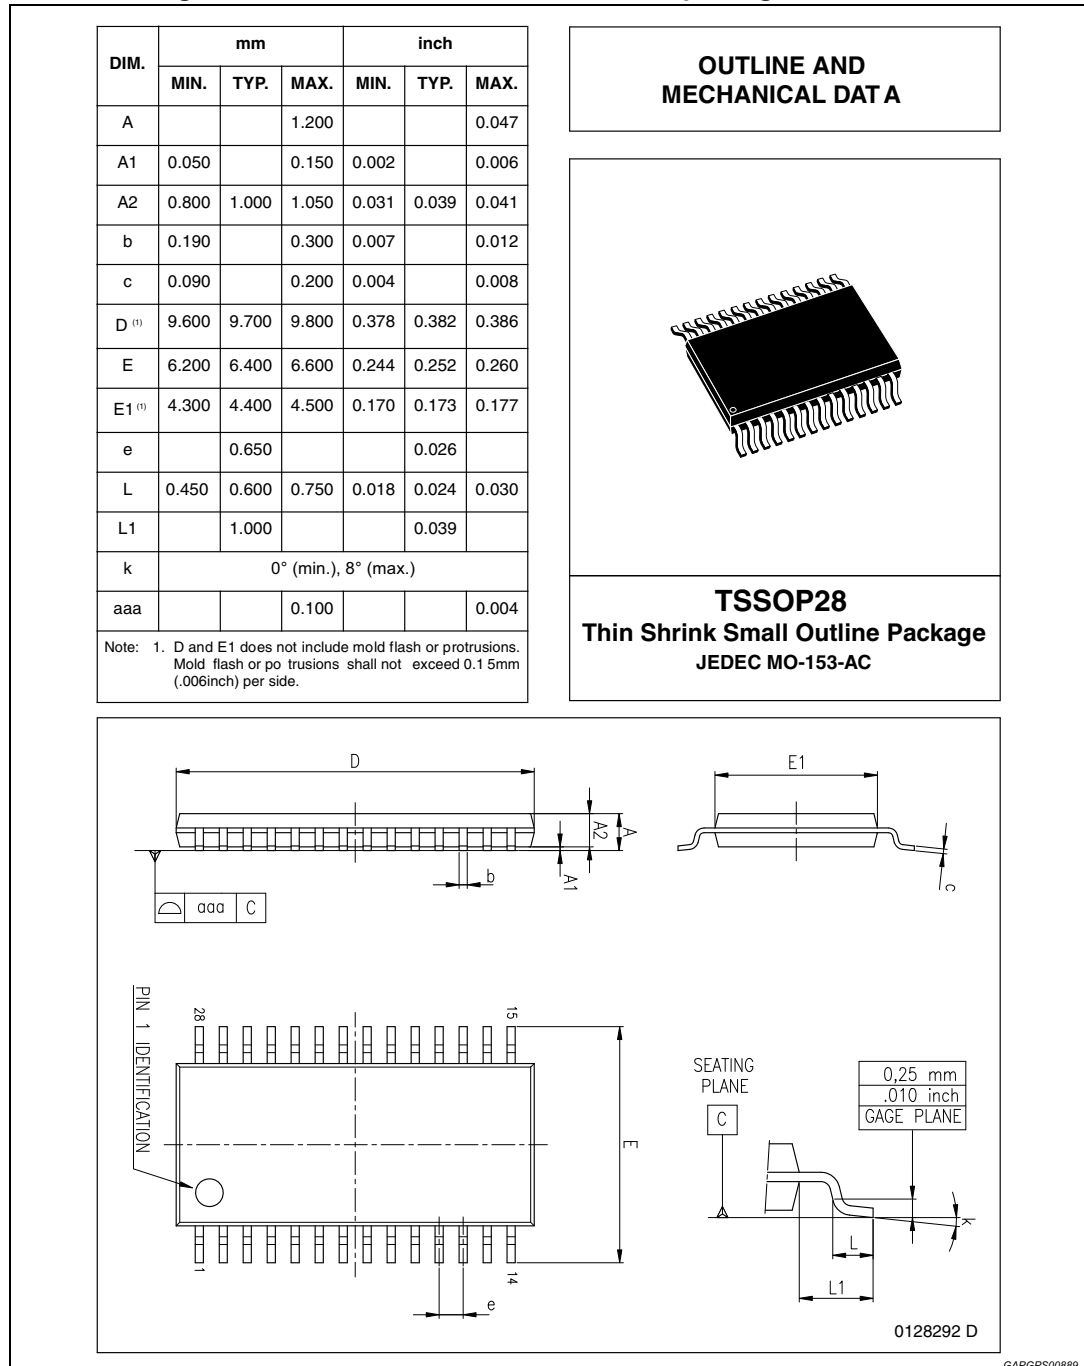 DIM. mm inch
MIN. TYP. MAX. MIN. TYP. MAX.
A 1.200 0.047
A1 0.050 0.150 0.002 0.006
A2 0.800 1.000 1.050 0.031 0.039 0.041
b 0.190 0.300 0.007 0.012
c 0.090 0.200 0.004 0.008
D (1) 9.600 9.700 9.800 0.378 0.382 0.386
E 6.200 6.400 6.600 0.244 0.252 0.260
E1 (1) 4.300 4.400 4.500 0.170 0.173 0.177
e 0.650 0.026
L 0.450 0.600 0.750 0.018 0.024 0.030
L1 1.000 0.039
k 0° (min.), 8° (max.)
aaa 0.100 0.004
Note: 1. D and E1 does not include mold flash or protrusions.
Mold flash or po trusions shall not exceed 0.1 5mm
(.006inch) per side.
OUTLINE AND
MECHANICAL DAT A
TSSOP28
Thin Shrink Small Outline Package
JEDEC MO-153-AC
D
A2
A
b
A1
aaa C
E1
c
PIN 1 IDENTIFICATION
28
15
E
1
14
e
SEATING
PLANE
C
0,25 mm
.010 inch
GAGE PLANE
k
L
L1
0128292 D
GAPGPS00889